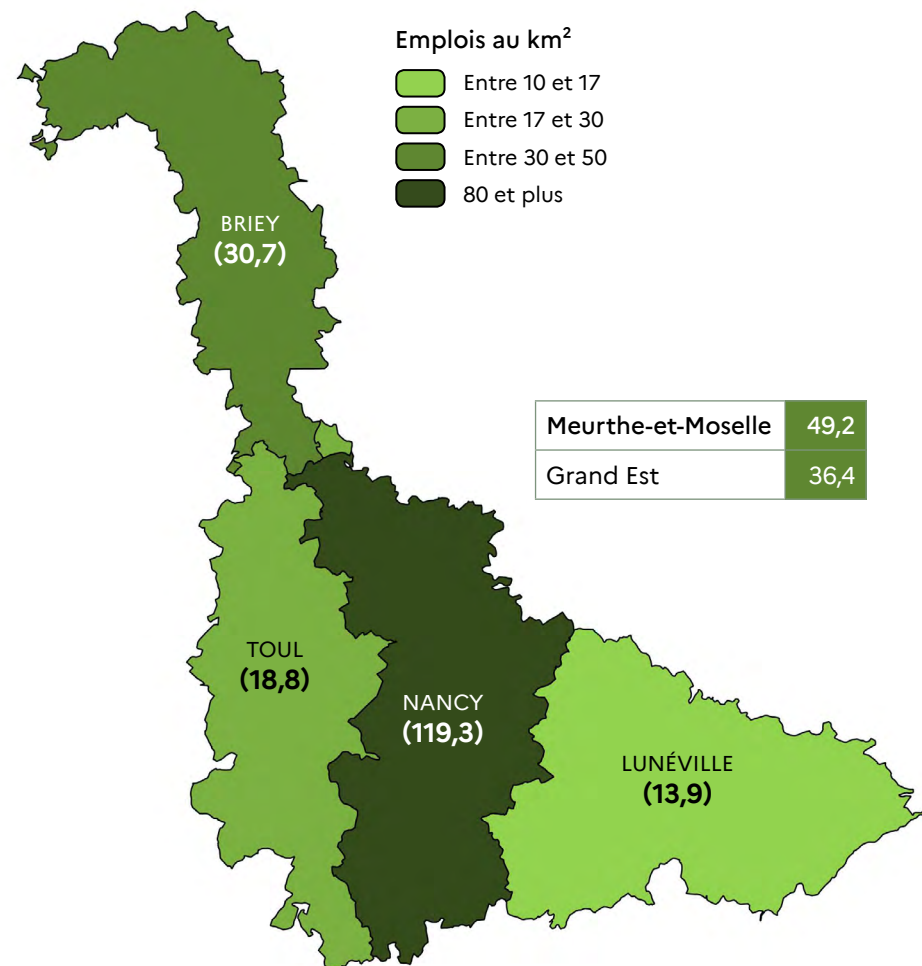 Emplois au km²
Entre 10 et 17
Entre 17 et 30
Entre 30 et 50
80 et plus
BRIEY
(30,7)
Meurthe-et-Moselle 49,2
Grand Est 36,4
TOUL
(18,8)
NANCY
(119,3)
LUNÉVILLE
(13,9)